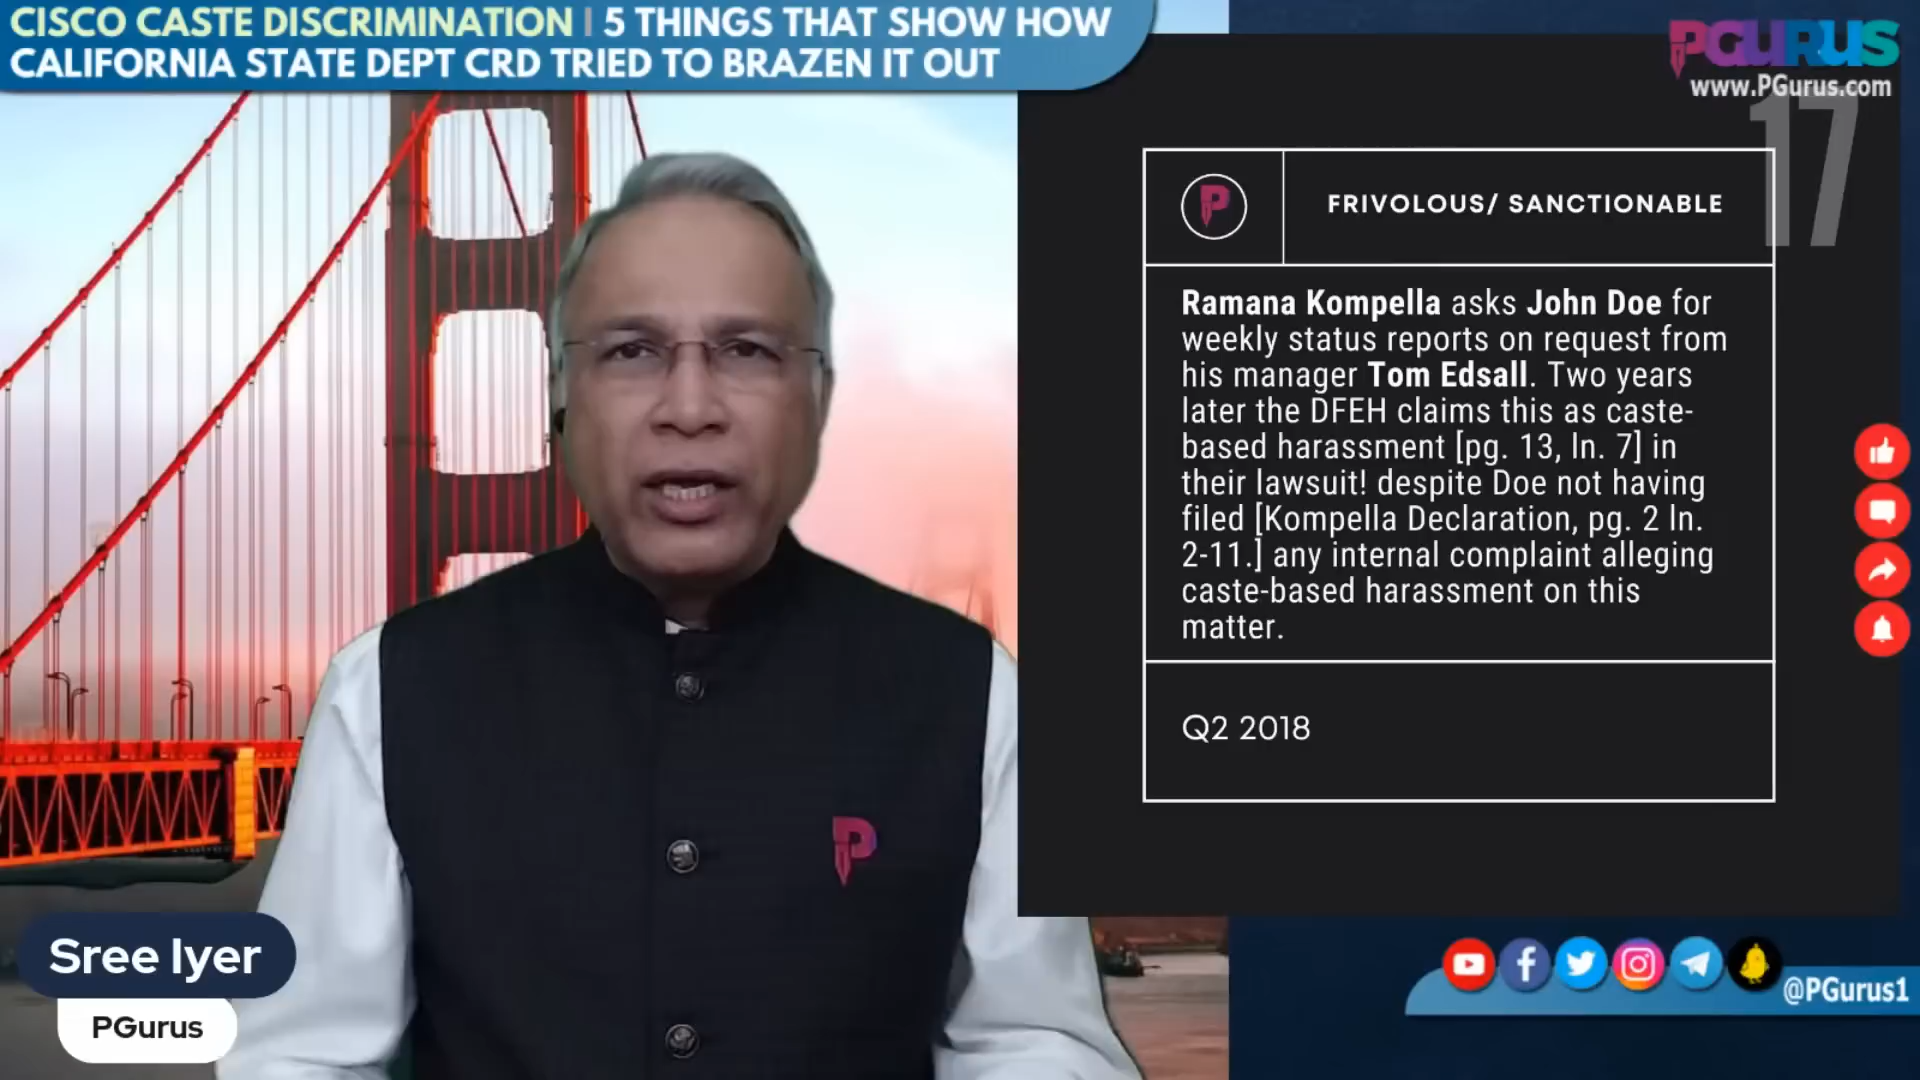 CISCO CASTE DISCRIMINATION | 5 THINGS THAT SHOW HOW
CALIFORNIA STATE DEPT CRD TRIED TO BRAZEN IT OUT
PGURUS
www.PGurus.com
17
P
FRIVOLOUS/ SANCTIONABLE
Ramana Kompella asks John Doe for
weekly status reports on request from
his manager Tom Edsall. Two years
later the DFEH claims this as caste-
based harassment [pg. 13, ln. 7] in
their lawsuit! despite Doe not having
filed [Kompella Declaration, pg. 2 ln.
2-11.] any internal complaint alleging
caste-based harassment on this
matter.
Q2 2018
P
Sree Iyer
PGurus
@PGurus1